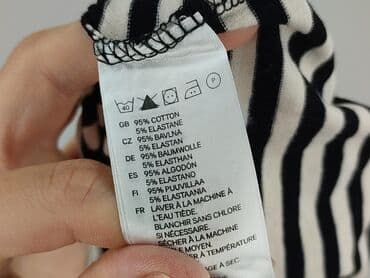 40 P
GB 95% COTTON
5% ELASTANE
CZ 95% BAVLNA
5% ELASTAN
DE 95% BAUMWOLLE
5% ELASTHAN
ES 95% ALGODÓN
5% ELASTANO
FI 95% PUUVILLAA
5% ELASTAANIA
FR LAVER À LA MACHINE À
L'EAU TIÈDE.
BLANCHIR SANS CHLORE
SI NÉCESSAIRE.
SÉCHER À LA MACHINE
MOYEN.
À TEMPÉRATURE
À SEC.